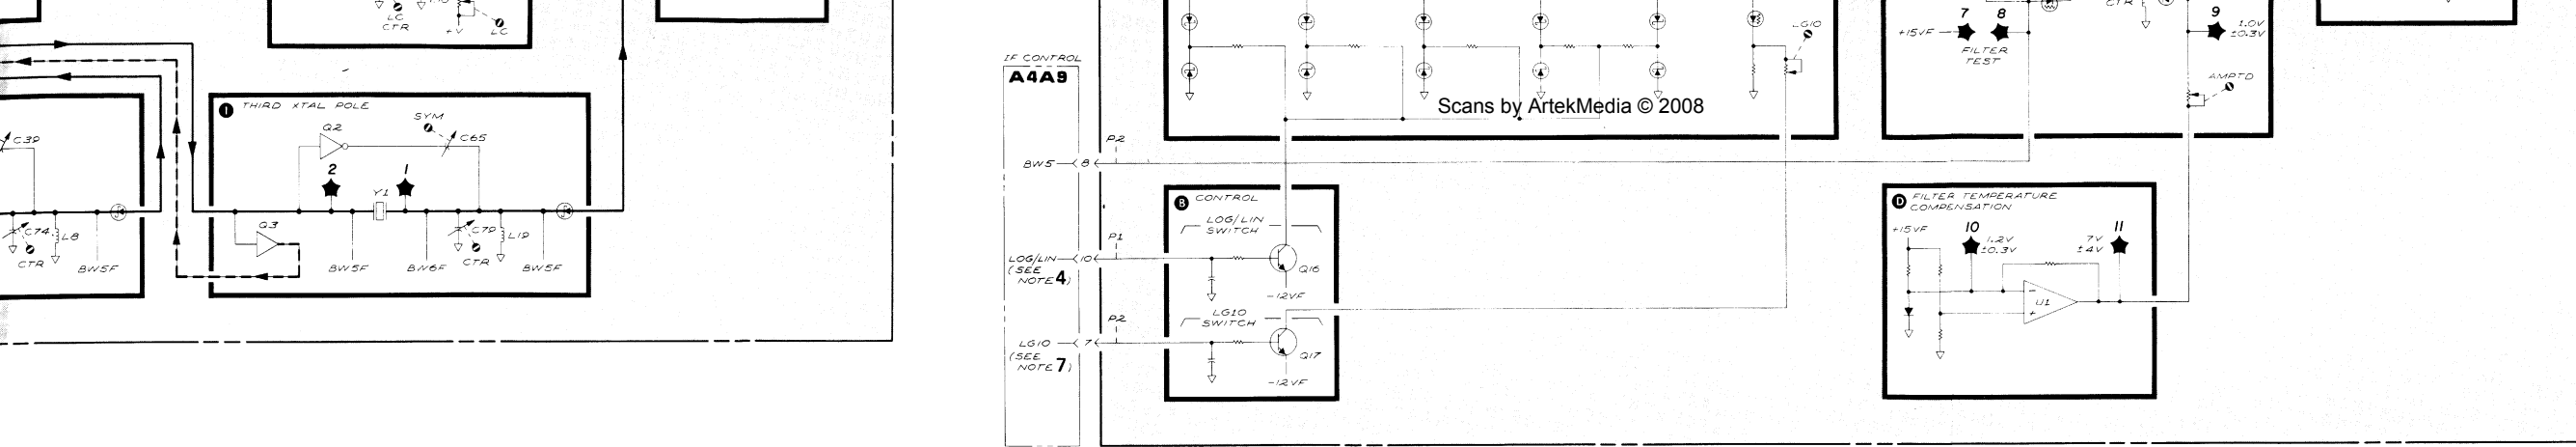 LC
CTR
+V
LC
THIRD XTAL POLE
I
SYM
Q2
C65
2
1
Y1
C39
C74
L8
CTR
BW5F
Q3
BW5F
BW6F
C79
CTR
L19
BW5F
IF CONTROL
A4A9
P2
BW5
8
P1
LOG/LIN
10
(SEE
NOTE 4)
P2
LG10
7
(SEE
NOTE 7)
LG10
Scans by ArtekMedia © 2008
B CONTROL
LOG/LIN
SWITCH
Q16
-12VF
LG10
SWITCH
Q17
-12VF
CTR
7
8
+15VF
FILTER
TEST
9
1.0V
±0.3V
AMPTD
D FILTER TEMPERATURE
COMPENSATION
+15VF
10
1.2V
±0.3V
7V
±4V
11
-
U1
+